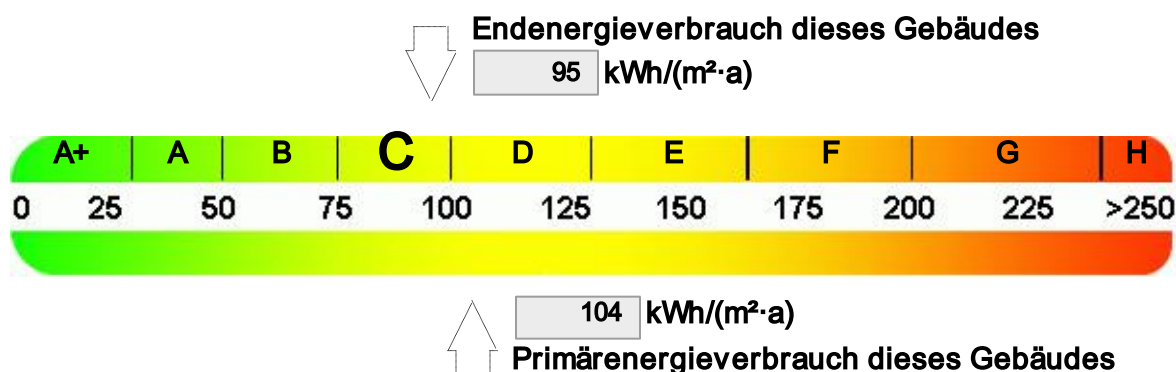 Endenergieverbrauch dieses Gebäudes
95 kWh/(m²·a)
A+ A B C D E F G H
0 25 50 75 100 125 150 175 200 225 >250
104 kWh/(m²·a)
Primärenergieverbrauch dieses Gebäudes